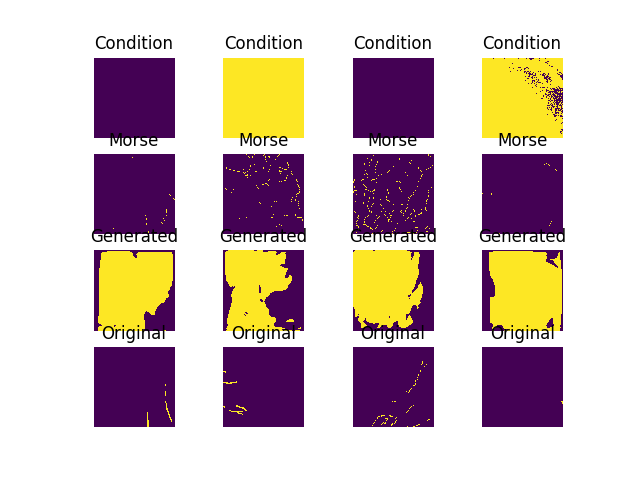 Condition Condition Condition Condition
Morse Morse Morse Morse
Generated Generated Generated Generated
Original Original Original Original